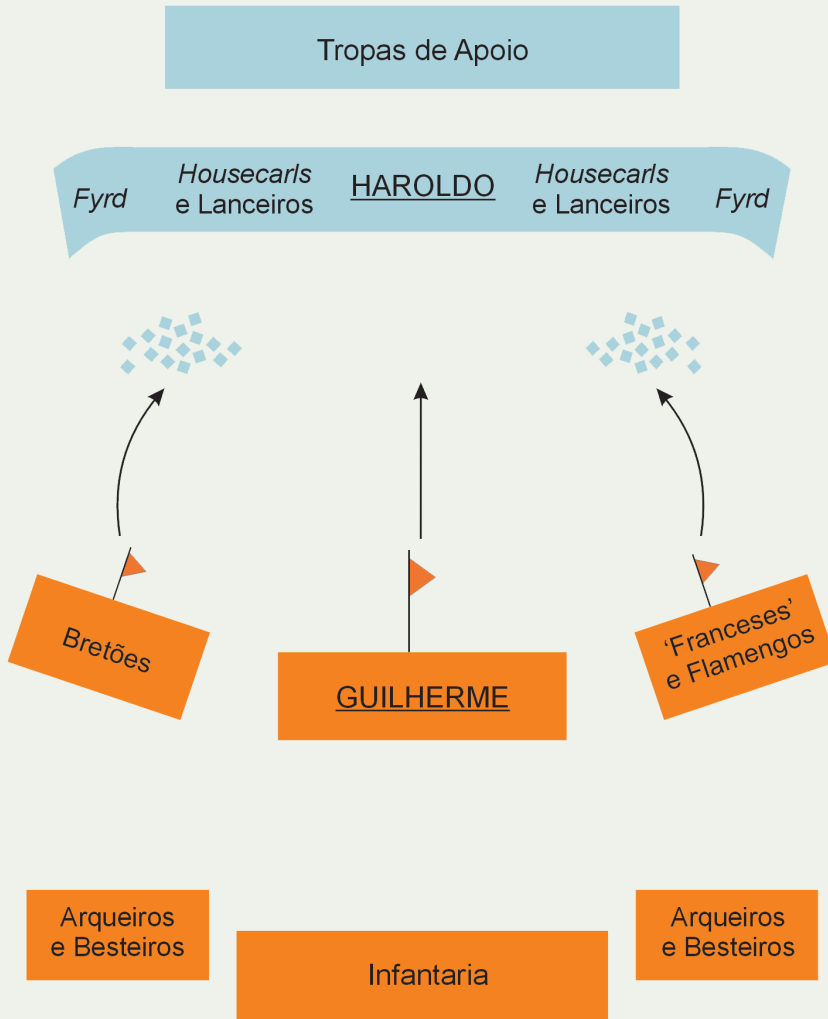 Tropas de Apoio
Fyrd
Housecarls
e Lanceiros
HAROLDO
Housecarls
e Lanceiros
Fyrd
Bretões
GUILHERME
'Franceses'
e Flamengos
Arqueiros
e Besteiros
Infantaria
Arqueiros
e Besteiros